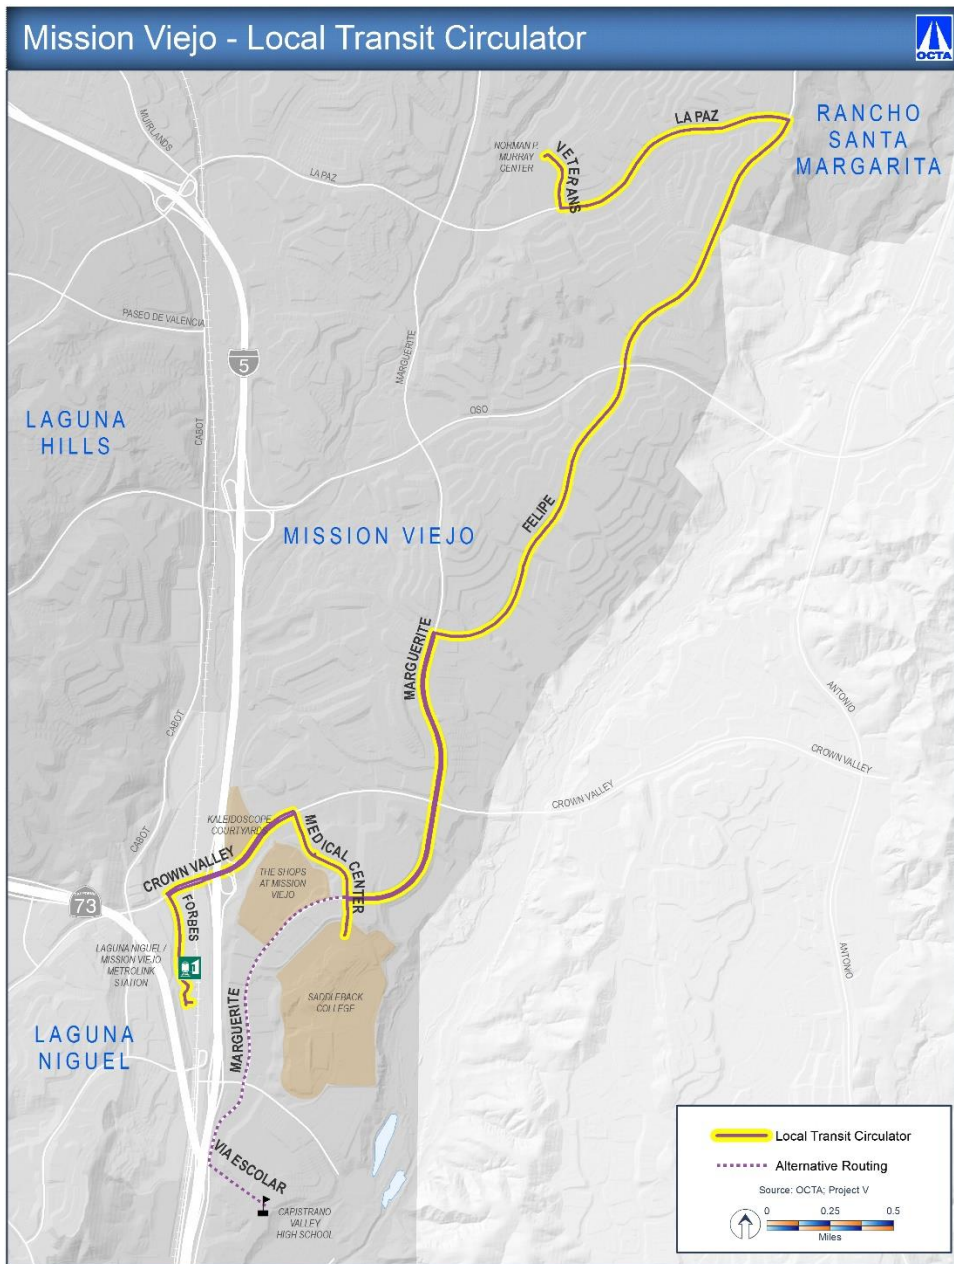 Mission Viejo - Local Transit Circulator
OCTA
RANCHO
SANTA
MARGARITA
LA PAZ
MUIRLANDS
NORMAN P.
MURRAY
CENTER
VETERANS
LA PAZ
PASEO DE VALENCIA
MARGUERITE
5
OSO
LAGUNA
HILLS
CABOT
FELIPE
MISSION VIEJO
MARGUERITE
ANTONIO
CABOT
CROWN VALLEY
CROWN VALLEY
KALEIDOSCOPE
COURTYARDS
MEDICAL CENTER
CABOT
CROWN VALLEY
THE SHOPS
AT MISSION
VIEJO
73
FORBES
LAGUNA NIGUEL /
MISSION VIEJO
METROLINK
STATION
ANTONIO
SADDLEBACK
COLLEGE
LAGUNA
NIGUEL
MARGUERITE
VIA ESCOLAR
CAPISTRANO
VALLEY
HIGH SCHOOL
Local Transit Circulator
Alternative Routing
Source: OCTA; Project V
0 0.25 0.5
Miles